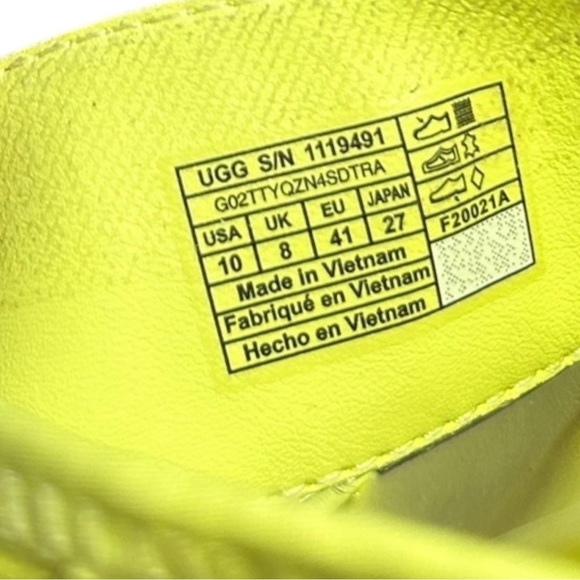 UGG S/N 1119491
G02TTYQZN4SDTRA
USA UK EU JAPAN
10 8 41 27
F20021A
Made in Vietnam
Fabriqué en Vietnam
Hecho en Vietnam